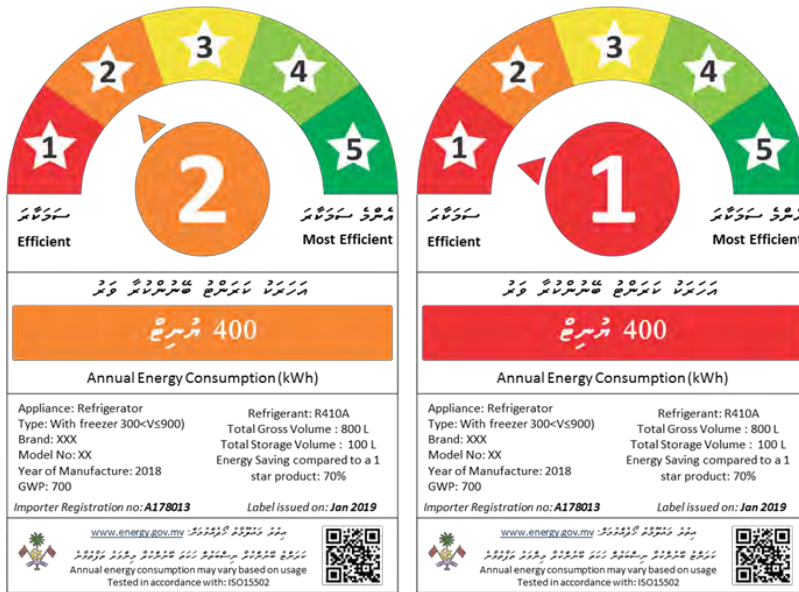 1
2
3
4
5
2
ސަމަކާރަ
Efficient
އެންމެ ސަމަކާރަ
Most Efficient
އަހަރަކު ކަރަންޓު ބޭނުންކުރާ ވަރު
400 ޔުނިޓް
Annual Energy Consumption (kWh)
Appliance: Refrigerator
Type: With freezer 300<V≤900)
Brand: XXX
Model No: XX
Year of Manufacture: 2018
GWP: 700
Refrigerant: R410A
Total Gross Volume : 800 L
Total Storage Volume : 100 L
Energy Saving compared to a 1
star product: 70%
Importer Registration no: A178013
Label issued on: Jan 2019
އިތުރު މަޢުލޫމާތު ހޯދެއްވުމަށް: www.energy.gov.mv
ކަރަންޓު ބޭނުންކުރާ ނިސްބަތުން ހަކަތަ ބޭނުންކުރާ މިންވަރު ތަފާތުވާނެ
Annual energy consumption may vary based on usage
Tested in accordance with: ISO15502
1
2
3
4
5
1
ސަމަކާރަ
Efficient
އެންމެ ސަމަކާރަ
Most Efficient
އަހަރަކު ކަރަންޓު ބޭނުންކުރާ ވަރު
400 ޔުނިޓް
Annual Energy Consumption (kWh)
Appliance: Refrigerator
Type: With freezer 300<V≤900)
Brand: XXX
Model No: XX
Year of Manufacture: 2018
GWP: 700
Refrigerant: R410A
Total Gross Volume : 800 L
Total Storage Volume : 100 L
Energy Saving compared to a 1
star product: 70%
Importer Registration no: A178013
Label issued on: Jan 2019
އިތުރު މަޢުލޫމާތު ހޯދެއްވުމަށް: www.energy.gov.mv
ކަރަންޓު ބޭނުންކުރާ ނިސްބަތުން ހަކަތަ ބޭނުންކުރާ މިންވަރު ތަފާތުވާނެ
Annual energy consumption may vary based on usage
Tested in accordance with: ISO15502